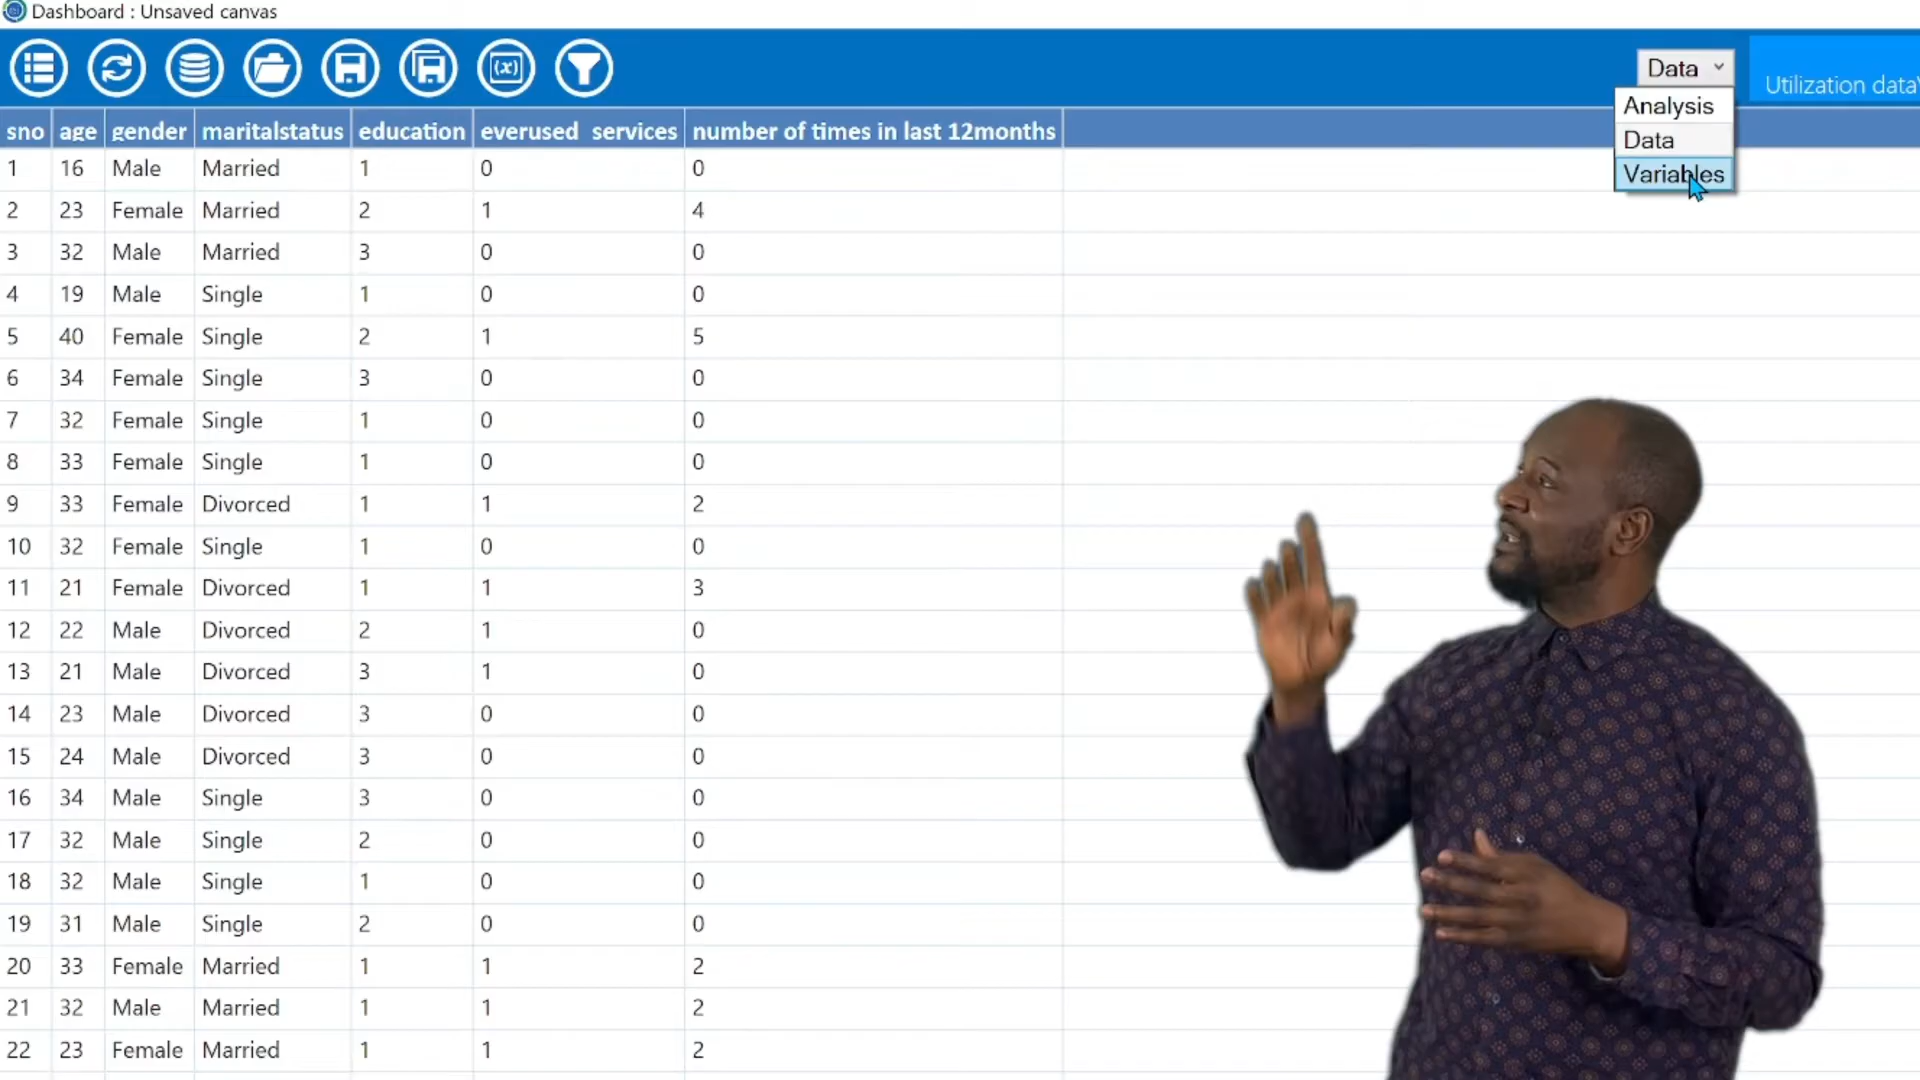 Dashboard : Unsaved canvas
(x)
Data
Utilization data
Analysis
Data
Variables
sno age gender maritalstatus education everused services number of times in last 12months
1 16 Male Married 1 0 0
2 23 Female Married 2 1 4
3 32 Male Married 3 0 0
4 19 Male Single 1 0 0
5 40 Female Single 2 1 5
6 34 Female Single 3 0 0
7 32 Female Single 1 0 0
8 33 Female Single 1 0 0
9 33 Female Divorced 1 1 2
10 32 Female Single 1 0 0
11 21 Female Divorced 1 1 3
12 22 Male Divorced 2 1 0
13 21 Male Divorced 3 1 0
14 23 Male Divorced 3 0 0
15 24 Male Divorced 3 0 0
16 34 Male Single 3 0 0
17 32 Male Single 2 0 0
18 32 Male Single 1 0 0
19 31 Male Single 2 0 0
20 33 Female Married 1 1 2
21 32 Male Married 1 1 2
22 23 Female Married 1 1 2